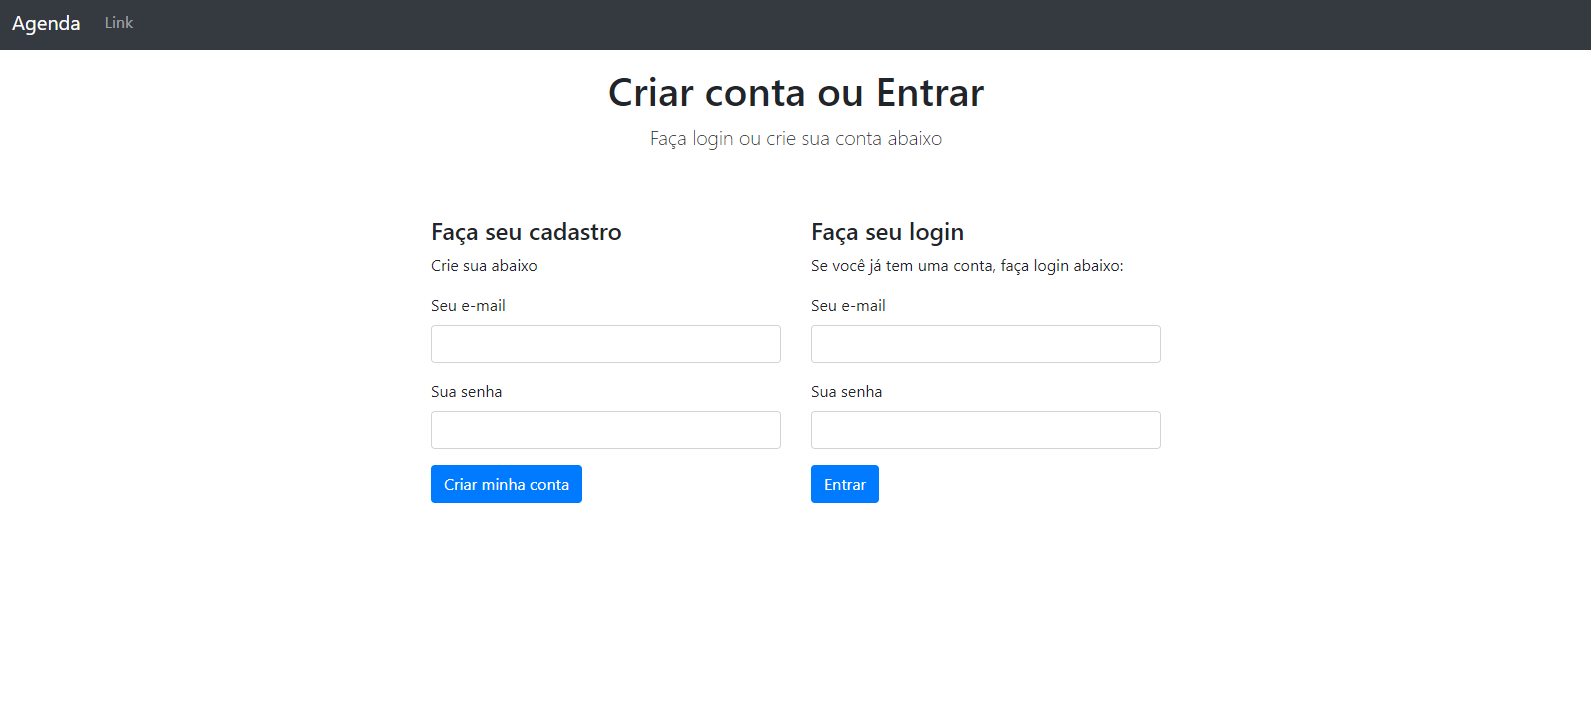 Agenda Link
Criar conta ou Entrar
Faça login ou crie sua conta abaixo
Faça seu cadastro
Crie sua abaixo
Seu e-mail
Sua senha
Criar minha conta
Faça seu login
Se você já tem uma conta, faça login abaixo:
Seu e-mail
Sua senha
Entrar